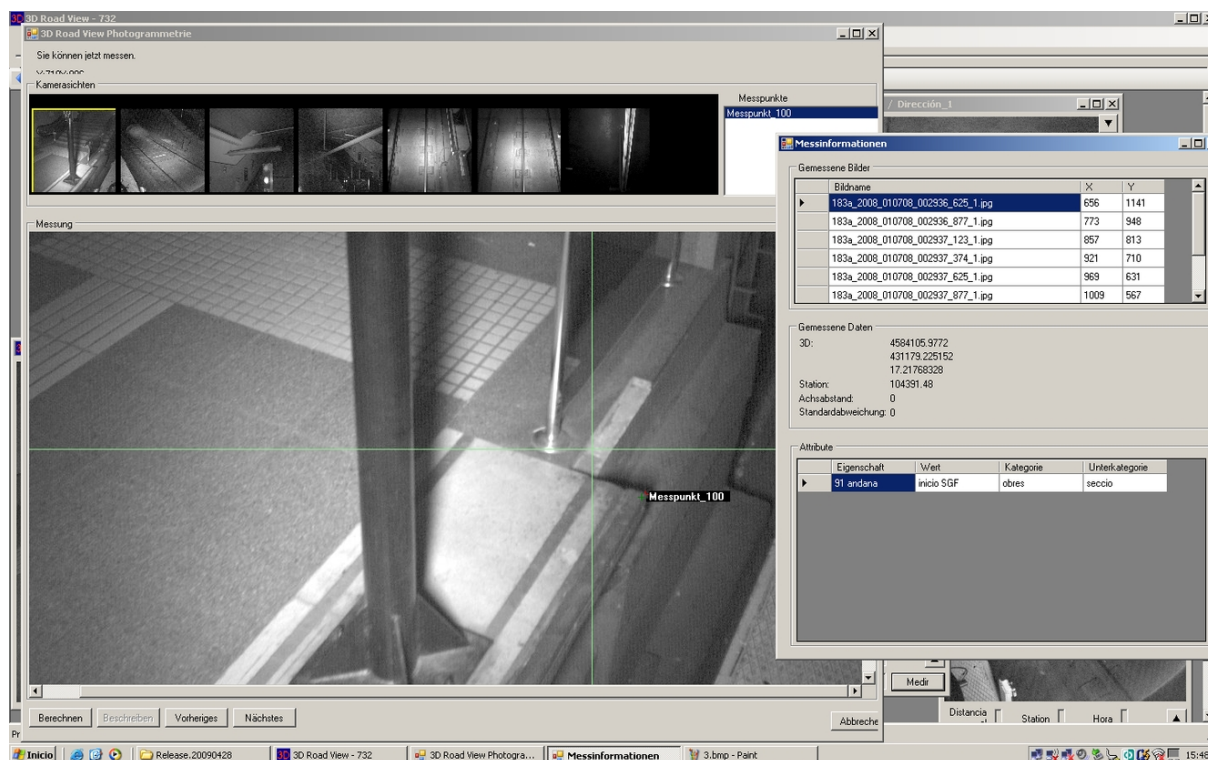 3D Road View - 732
3D Road View Photogrammetrie
Sie können jetzt messen.
Kamerasichten
Messpunkte
Messpunkt_100
/ Dirección_1
Messinformationen
Gemessene Bilder
Bildname X Y
183a_2008_010708_002936_625_1.jpg 656 1141
183a_2008_010708_002936_877_1.jpg 773 948
183a_2008_010708_002937_123_1.jpg 857 813
183a_2008_010708_002937_374_1.jpg 921 710
183a_2008_010708_002937_625_1.jpg 969 631
183a_2008_010708_002937_877_1.jpg 1009 567
Messung
Messpunkt_100
Gemessene Daten
3D: 4584105.9772
431179.225152
17.21768328
Station: 104391.48
Achsabstand: 0
Standardabweichung: 0
Attribute
Eigenschaft Wert Kategorie Unterkategorie
91 andana inicio SGF obres seccio
Medir
Distancia Station Hora
Berechnen Beschreiben Vorheriges Nächstes Abbreche
Pr
Inicio Release.20090428 3D Road View - 732 3D Road View Photogra... Messinformationen 3.bmp - Paint 15:48